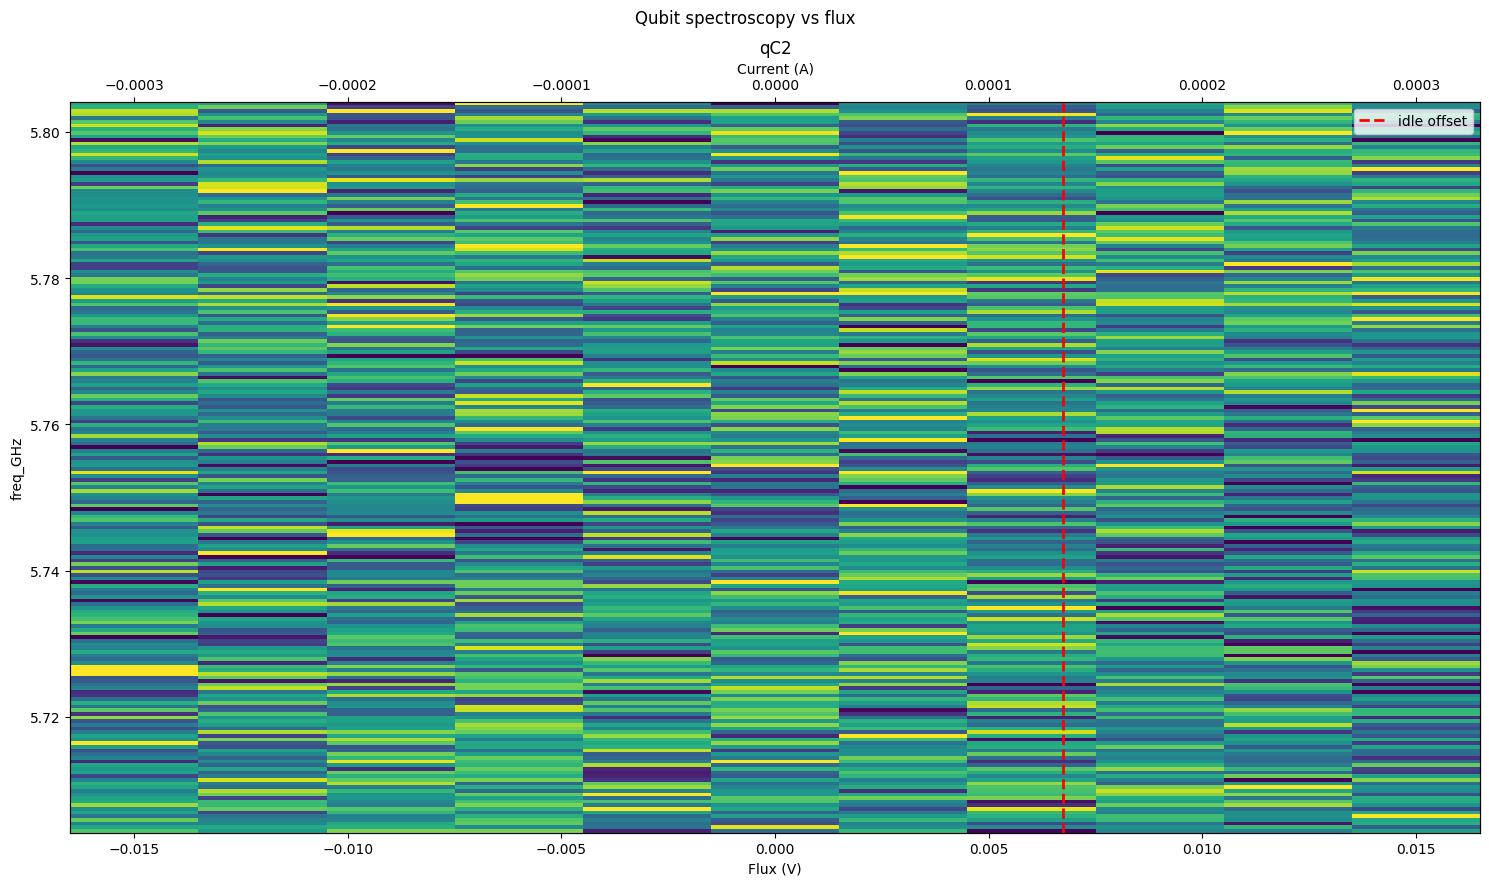 Qubit spectroscopy vs flux
qC2
Current (A)
−0.0003 −0.0002 −0.0001 0.0000 0.0001 0.0002 0.0003
idle offset
freq_GHz
5.80
5.78
5.76
5.74
5.72
−0.015 −0.010 −0.005 0.000 0.005 0.010 0.015
Flux (V)